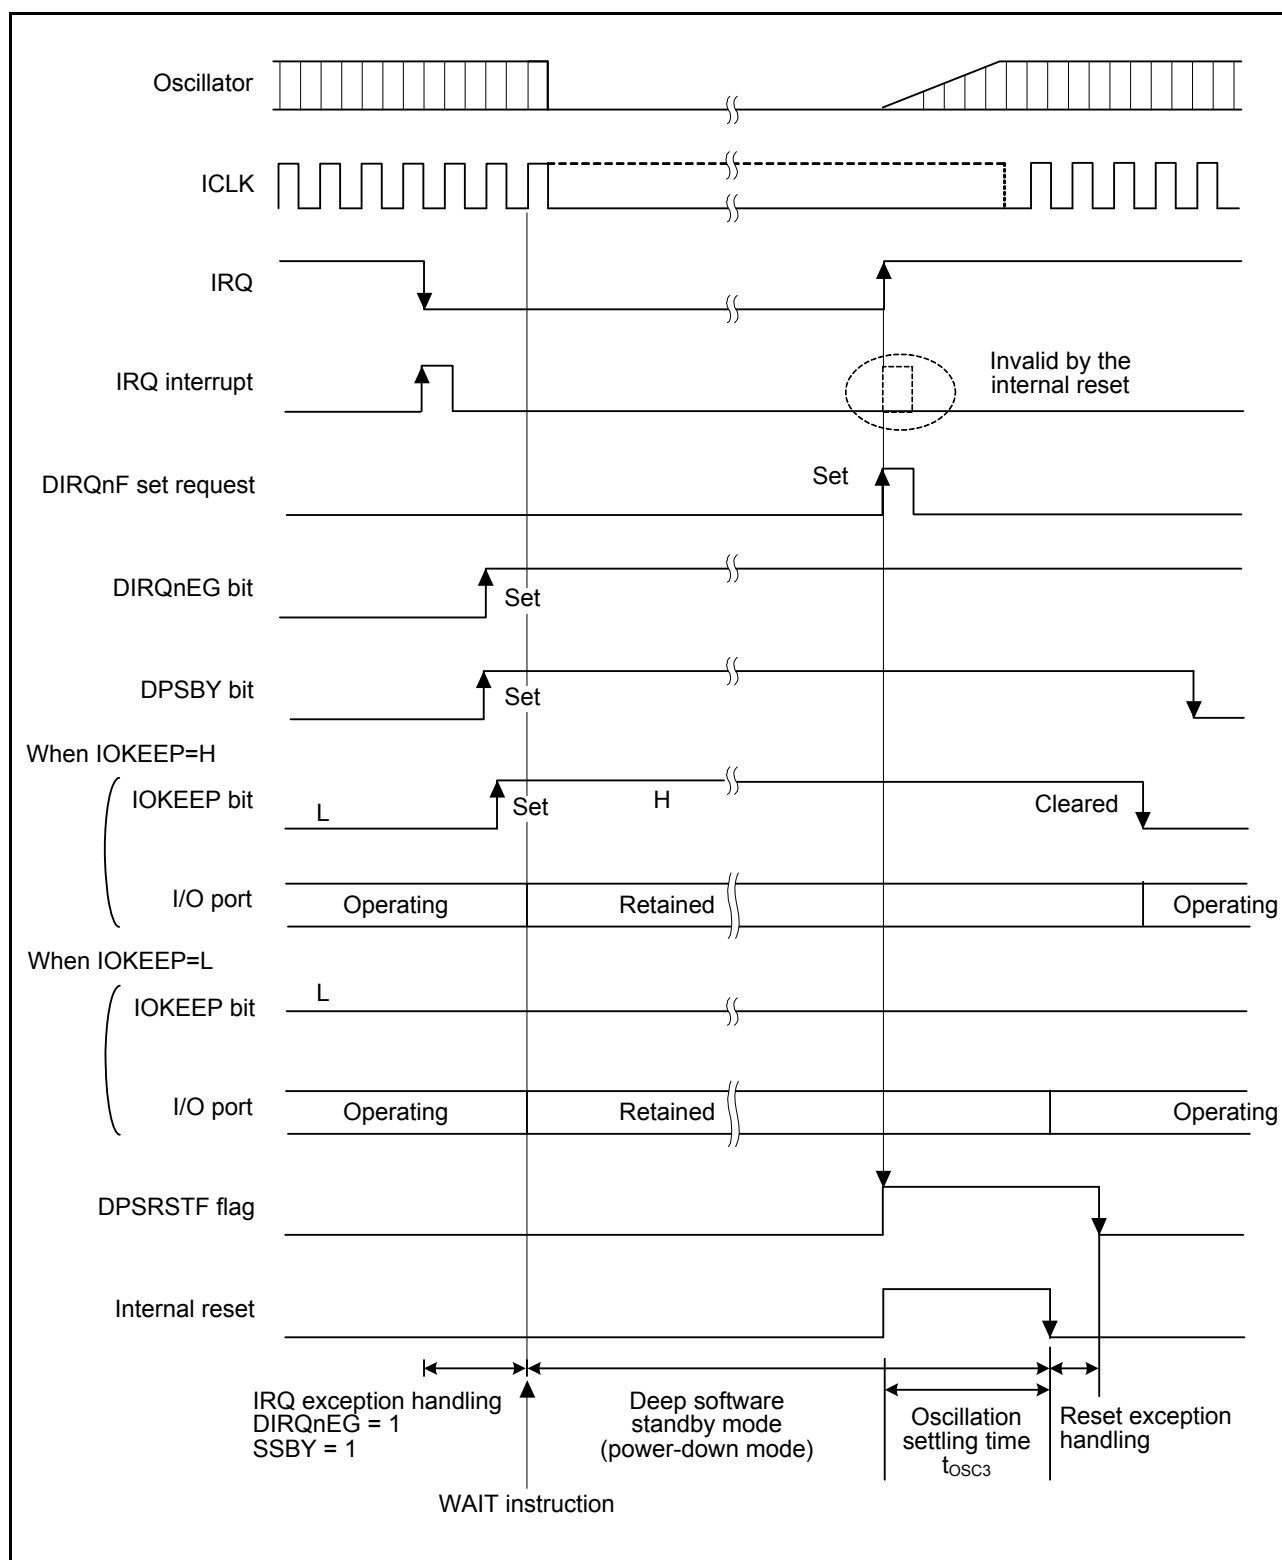 Oscillator
ICLK
IRQ
IRQ interrupt
Invalid by the
internal reset
DIRQnF set request
Set
DIRQnEG bit
Set
DPSBY bit
Set
When IOKEEP=H
IOKEEP bit
L
Set
H
Cleared
I/O port
Operating
Retained
Operating
When IOKEEP=L
IOKEEP bit
L
I/O port
Operating
Retained
Operating
DPSRSTF flag
Internal reset
IRQ exception handling
DIRQnEG = 1
SSBY = 1
Deep software
standby mode
(power-down mode)
Oscillation
settling time
tOSC3
Reset exception
handling
WAIT instruction